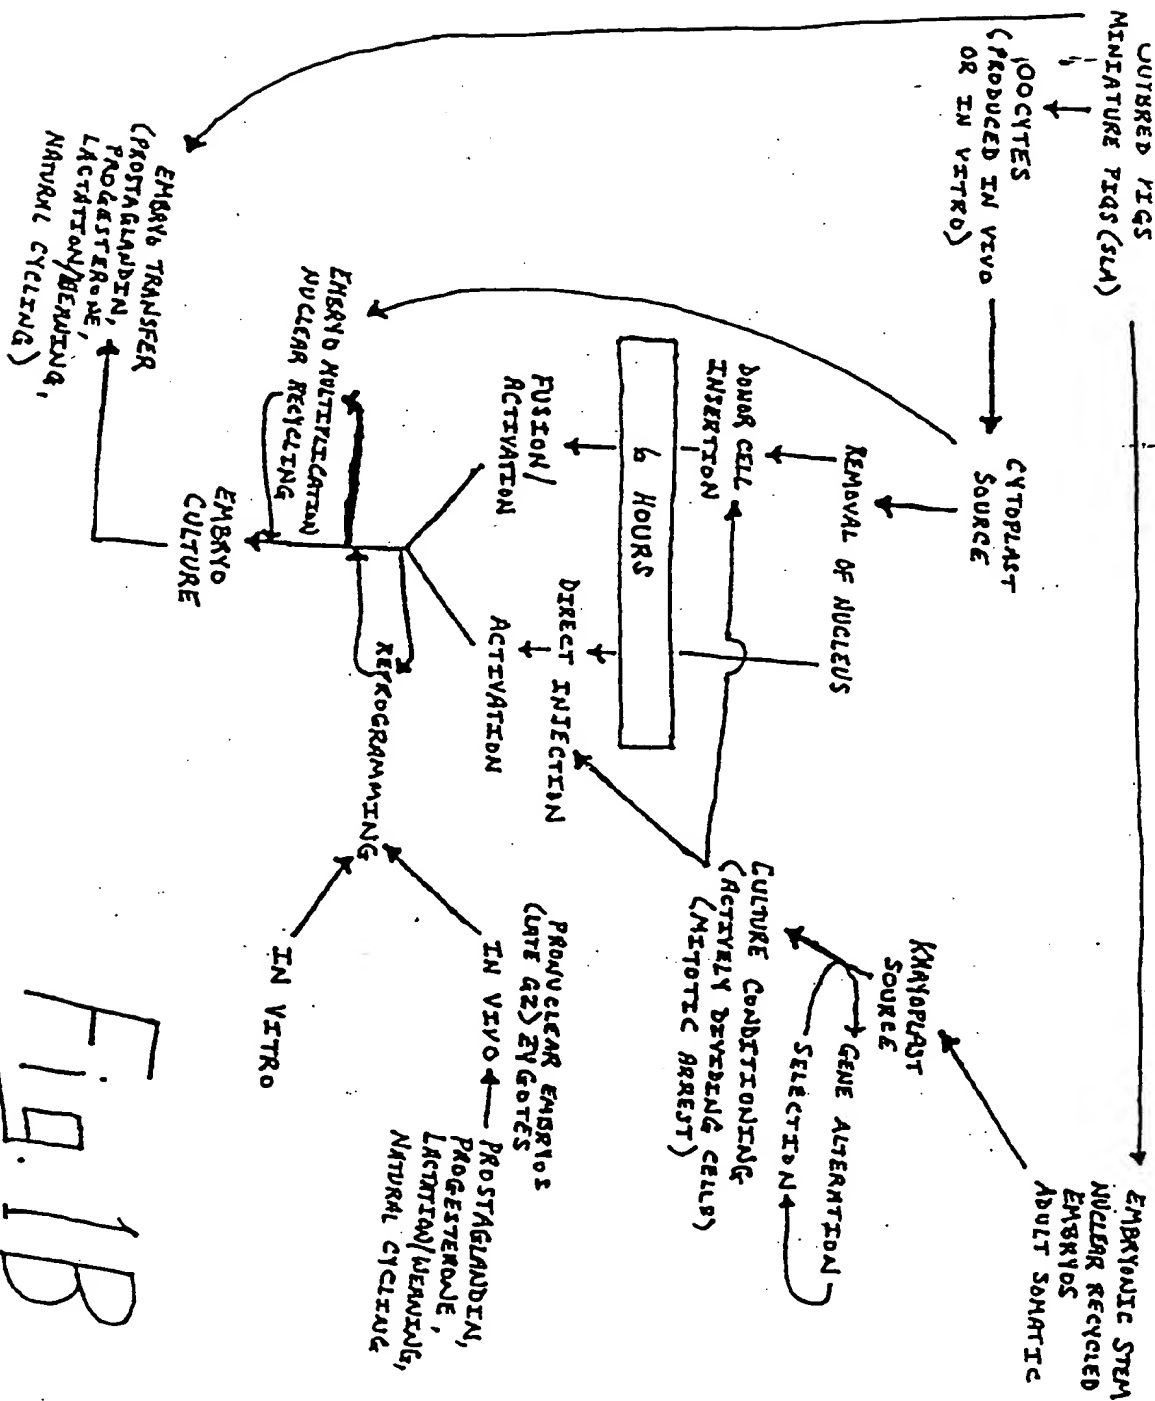 OUTBRED PIGS
MINIATURE PIGS (SLA)
OOCYTES
(PRODUCED IN VIVO
OR IN VITRO)
CYTOPLAST
SOURCE
REMOVAL OF NUCLEUS
DONOR CELL
INSERTION
6 HOURS
FUSION/
ACTIVATION
DIRECT INJECTION
ACTIVATION
EMBRYO MULTIPLICATION
NUCLEAR RECYCLING
EMBRYO
CULTURE
EMBRYO TRANSFER
(PROSTAGLANDIN,
PROGESTERONE,
LACTATION/WEANING,
NATURAL CYCLING)
EMBRYONIC STEM
NUCLEAR RECYCLED
EMBRYOS
ADULT SOMATIC
KARYOPLAST
SOURCE
GENE ALTERATION
SELECTION
CULTURE CONDITIONING
(ACTIVELY DIVIDING CELLS)
(MITOTIC ARREST)
PRONUCLEAR EMBRYOS
(LATE G2) ZYGOTES
IN VIVO
PROSTAGLANDIN,
PROGESTERONE,
LACTATION/WEANING,
NATURAL CYCLING
REPROGRAMMING
IN VITRO
Fig. 1B